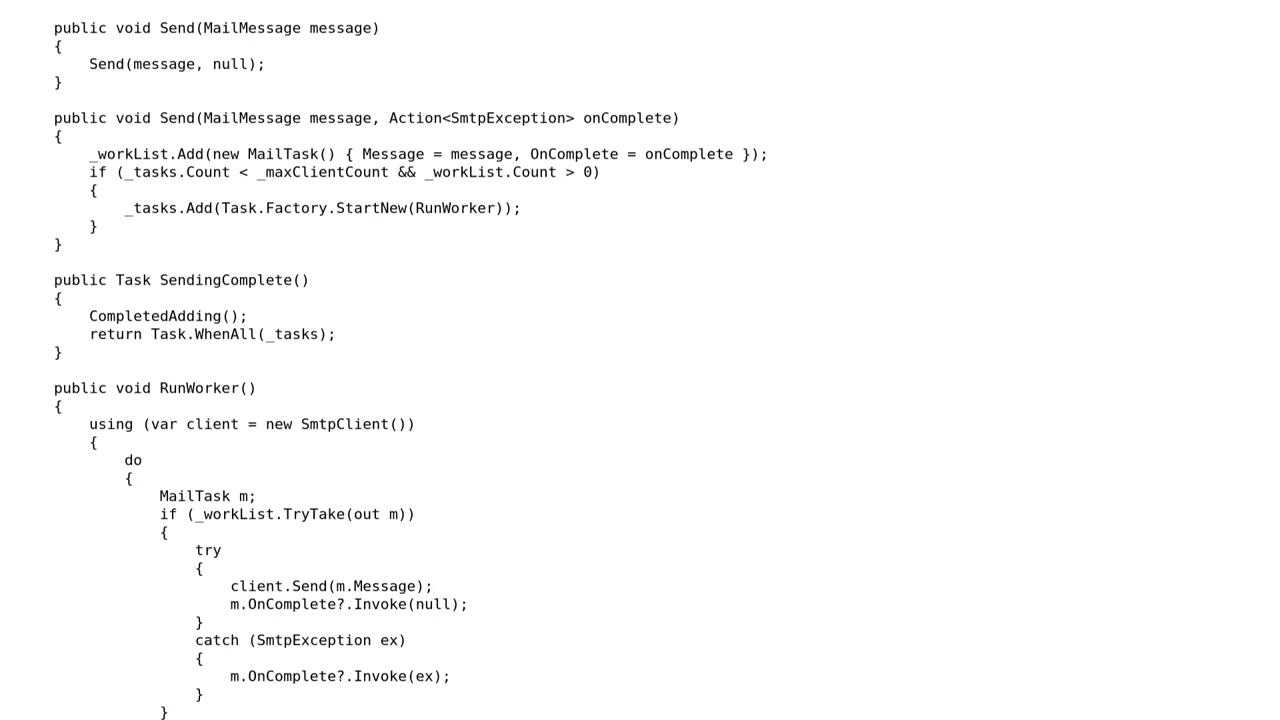 public void Send(MailMessage message)
{
    Send(message, null);
}

public void Send(MailMessage message, Action<SmtpException> onComplete)
{
    _workList.Add(new MailTask() { Message = message, OnComplete = onComplete });
    if (_tasks.Count < _maxClientCount && _workList.Count > 0)
    {
        _tasks.Add(Task.Factory.StartNew(RunWorker));
    }
}

public Task SendingComplete()
{
    CompletedAdding();
    return Task.WhenAll(_tasks);
}

public void RunWorker()
{
    using (var client = new SmtpClient())
    {
        do
        {
            MailTask m;
            if (_workList.TryTake(out m))
            {
                try
                {
                    client.Send(m.Message);
                    m.OnComplete?.Invoke(null);
                }
                catch (SmtpException ex)
                {
                    m.OnComplete?.Invoke(ex);
                }
            }